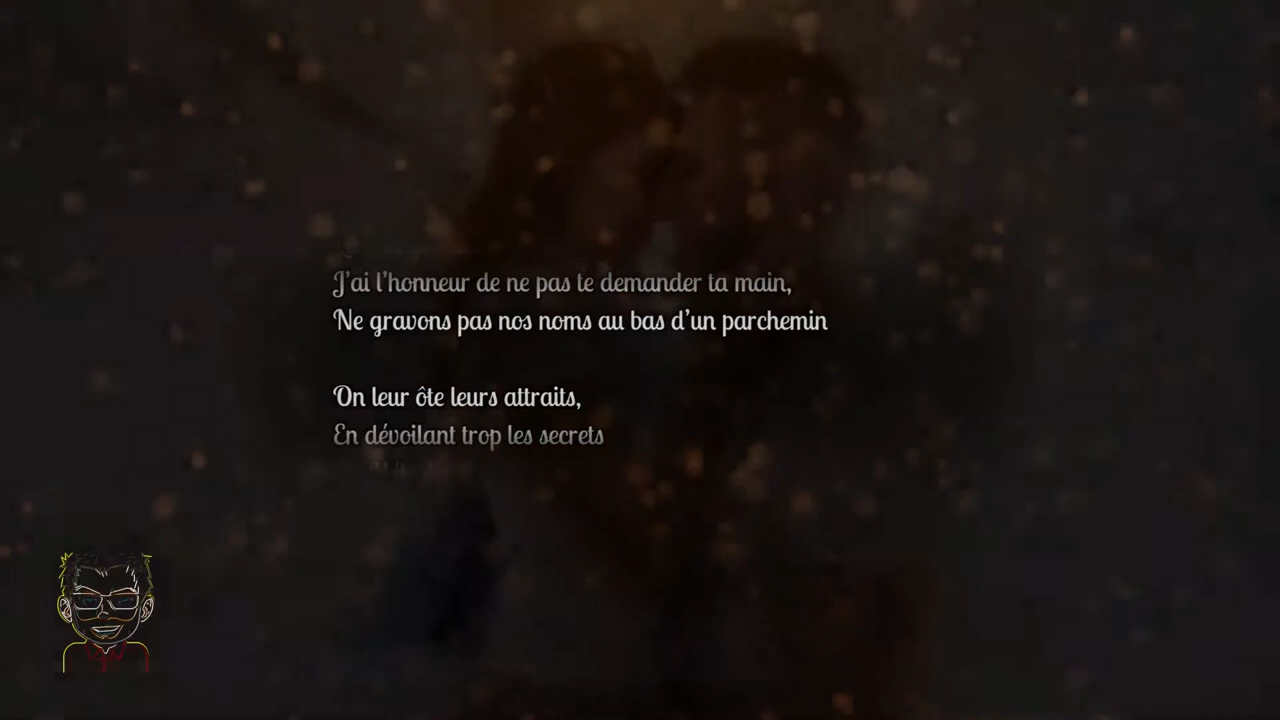 J'ai l'honneur de ne pas te demander ta main,
Ne gravons pas nos noms au bas d'un parchemin
On leur ôte leurs attraits,
En dévoilant trop les secrets